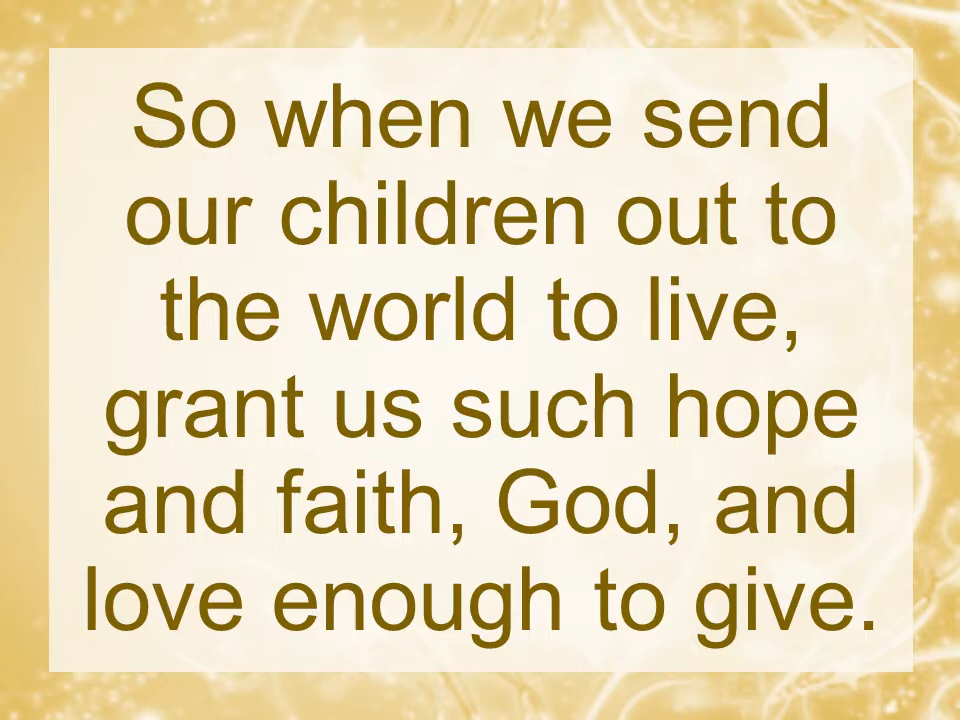 So when we send
our children out to
the world to live,
grant us such hope
and faith, God, and
love enough to give.